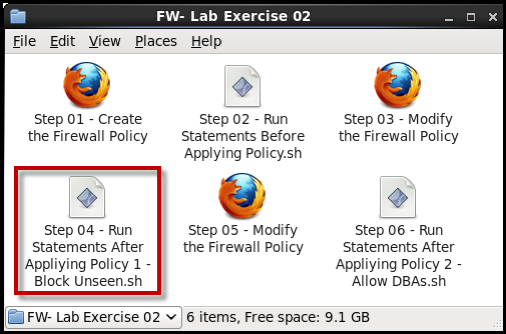 FW- Lab Exercise 02
File Edit View Places Help
Step 01 - Create
the Firewall Policy
Step 02 - Run
Statements Before
Applying Policy.sh
Step 03 - Modify
the Firewall Policy
Step 04 - Run
Statements After
Appliying Policy 1 -
Block Unseen.sh
Step 05 - Modify
the Firewall Policy
Step 06 - Run
Statements After
Appliying Policy 2 -
Allow DBAs.sh
FW- Lab Exercise 02 6 items, Free space: 9.1 GB